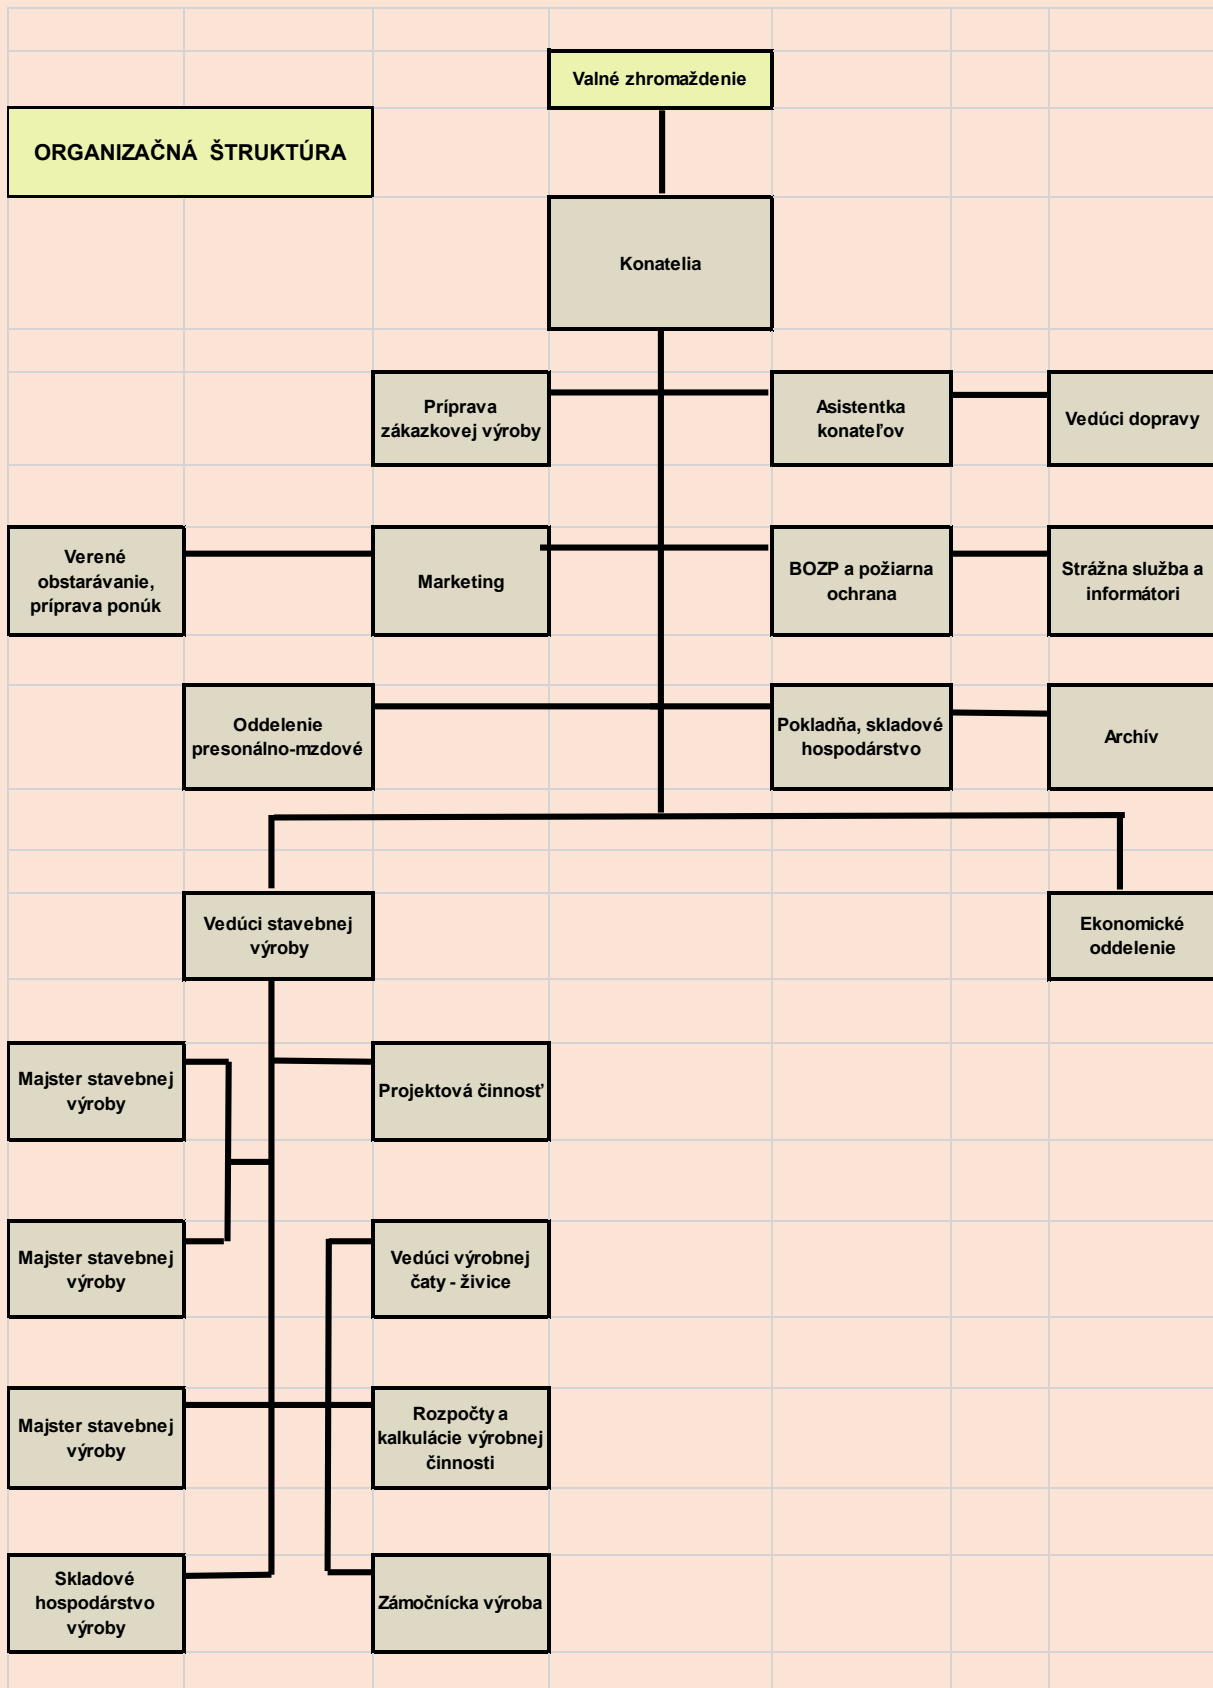 Valné zhromaždenie
ORGANIZAČNÁ ŠTRUKTÚRA
Konatelia
Príprava
zákazkovej výroby
Asistentka
konateľov
Vedúci dopravy
Verené
obstarávanie,
príprava ponúk
Marketing
BOZP a požiarna
ochrana
Strážna služba a
informátori
Oddelenie
presonálno-mzdové
Pokladňa, skladové
hospodárstvo
Archív
Vedúci stavebnej
výroby
Ekonomické
oddelenie
Majster stavebnej
výroby
Projektová činnosť
Majster stavebnej
výroby
Vedúci výrobnej
čaty - živice
Majster stavebnej
výroby
Rozpočty a
kalkulácie výrobnej
činnosti
Skladové
hospodárstvo
výroby
Zámočnícka výroba